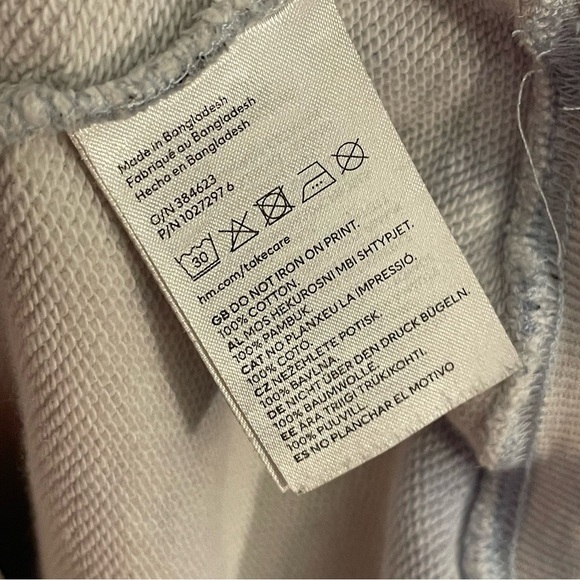 Made in Bangladesh
Fabriqué au Bangladesh
Hecho en Bangladesh
O/N 384623
P/N 1027297 6
30
hm.com/takecare
GB DO NOT IRON ON PRINT.
100% COTTON.
AL MOS HEKUROSNI MBI SHTYPJET.
100% PAMBUK.
CAT NO PLANXEU LA IMPRESSIÓ.
100% COTÓ.
CZ NEŽEHLETE POTISK.
100% BAVLNA.
DE NICHT ÜBER DEN DRUCK BÜGELN.
100% BAUMWOLLE.
EE ÄRA TRIIGI TRÜKIKOHTI.
100% PUUVILL.
ES NO PLANCHAR EL MOTIVO